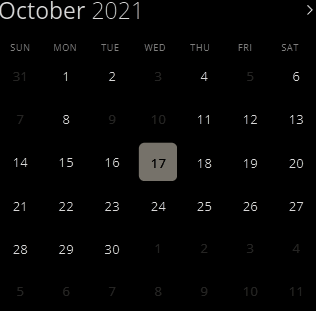 October 2021
SUN MON TUE WED THU FRI SAT
31 1 2 3 4 5 6
7 8 9 10 11 12 13
14 15 16 17 18 19 20
21 22 23 24 25 26 27
28 29 30 1 2 3 4
5 6 7 8 9 10 11